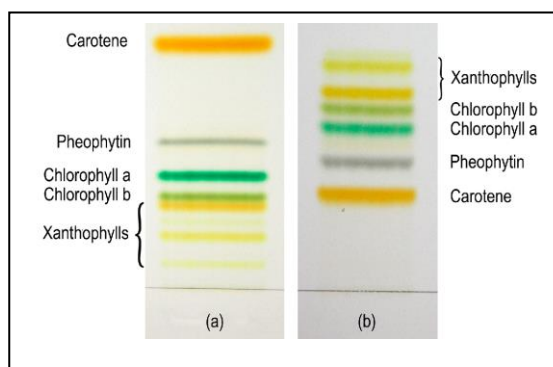 Carotene
Pheophytin
Chlorophyll a
Chlorophyll b
Xanthophylls
(a)
Xanthophylls
Chlorophyll b
Chlorophyll a
Pheophytin
Carotene
(b)